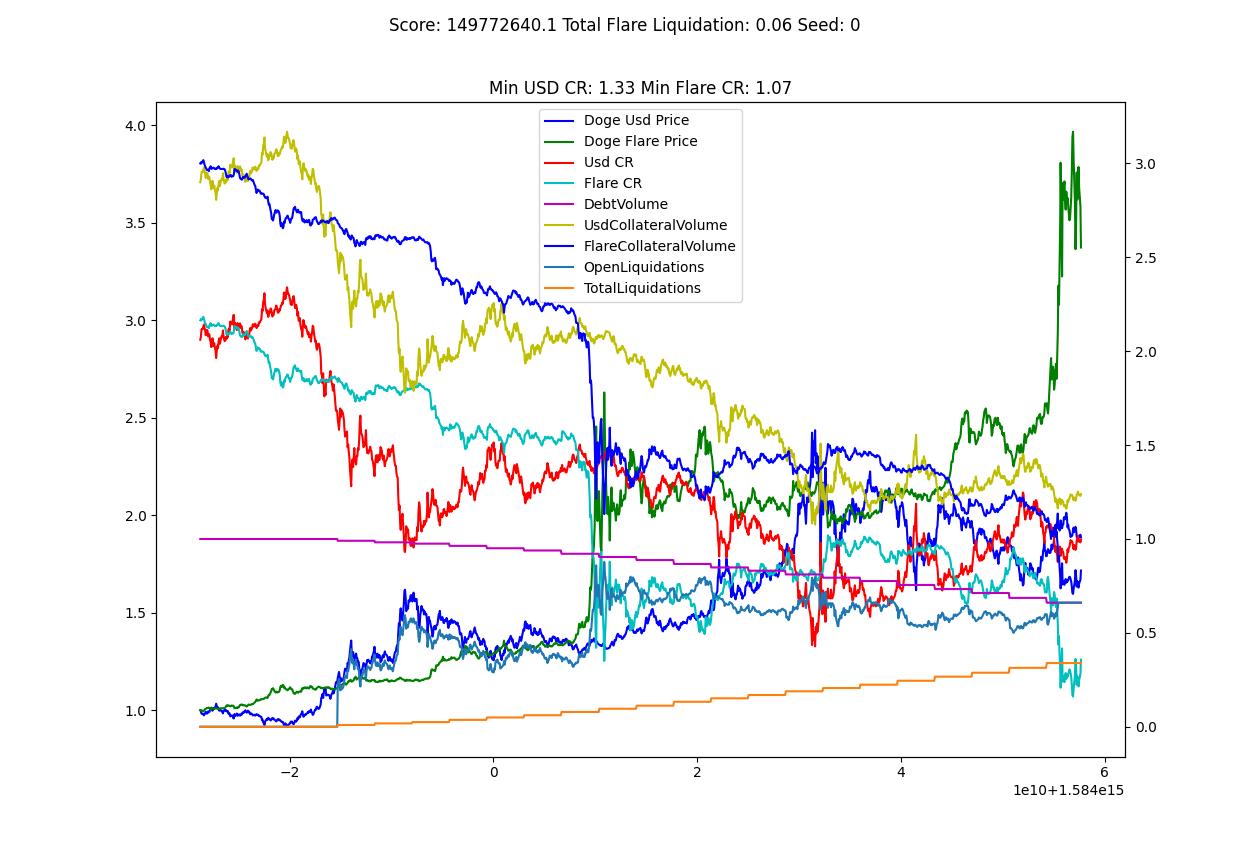 Score: 149772640.1 Total Flare Liquidation: 0.06 Seed: 0
Min USD CR: 1.33 Min Flare CR: 1.07
Doge Usd Price
Doge Flare Price
Usd CR
Flare CR
DebtVolume
UsdCollateralVolume
FlareCollateralVolume
OpenLiquidations
TotalLiquidations
4.0
3.5
3.0
2.5
2.0
1.5
1.0
3.0
2.5
2.0
1.5
1.0
0.5
0.0
−2
0
2
4
6
1e10+1.584e15